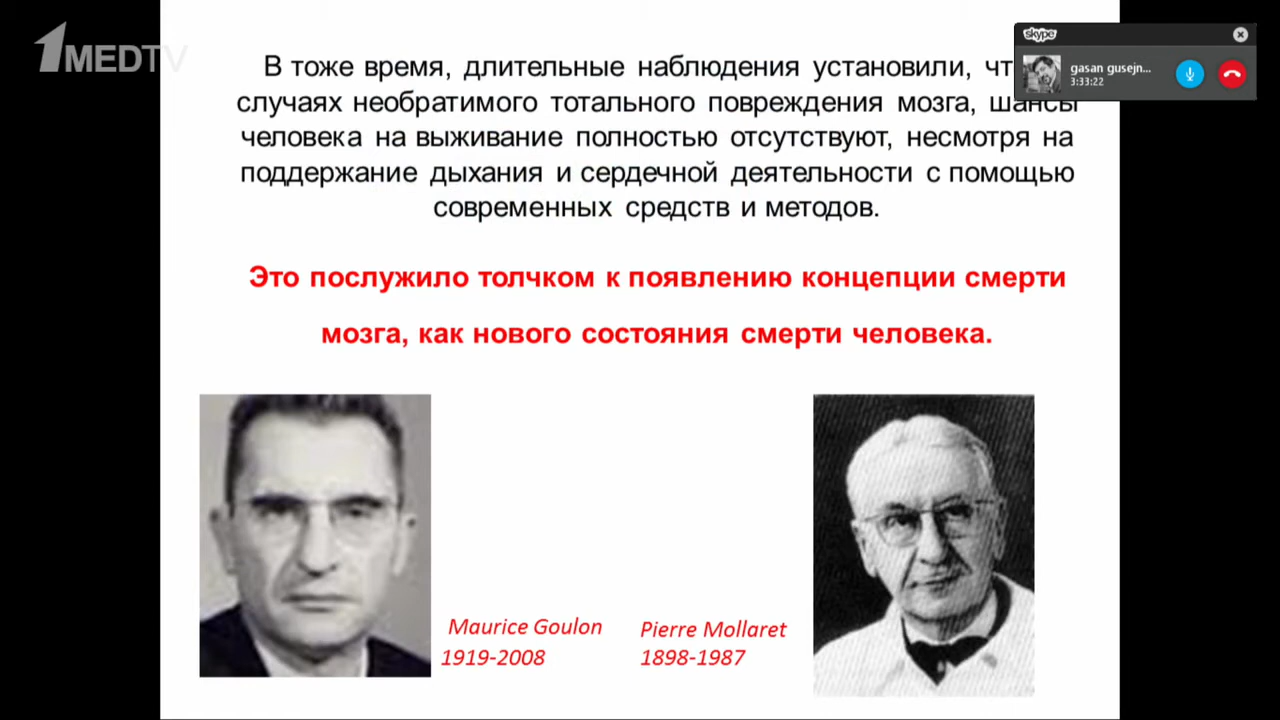 1MEDTV
skype
gasan gusejn...
3:33:22
В тоже время, длительные наблюдения установили,
случаях необратимого тотального повреждения мозга, шансы
человека на выживание полностью отсутствуют, несмотря на
поддержание дыхания и сердечной деятельности с помощью
современных средств и методов.
Это послужило толчком к появлению концепции смерти
мозга, как нового состояния смерти человека.
Maurice Goulon
1919-2008
Pierre Mollaret
1898-1987